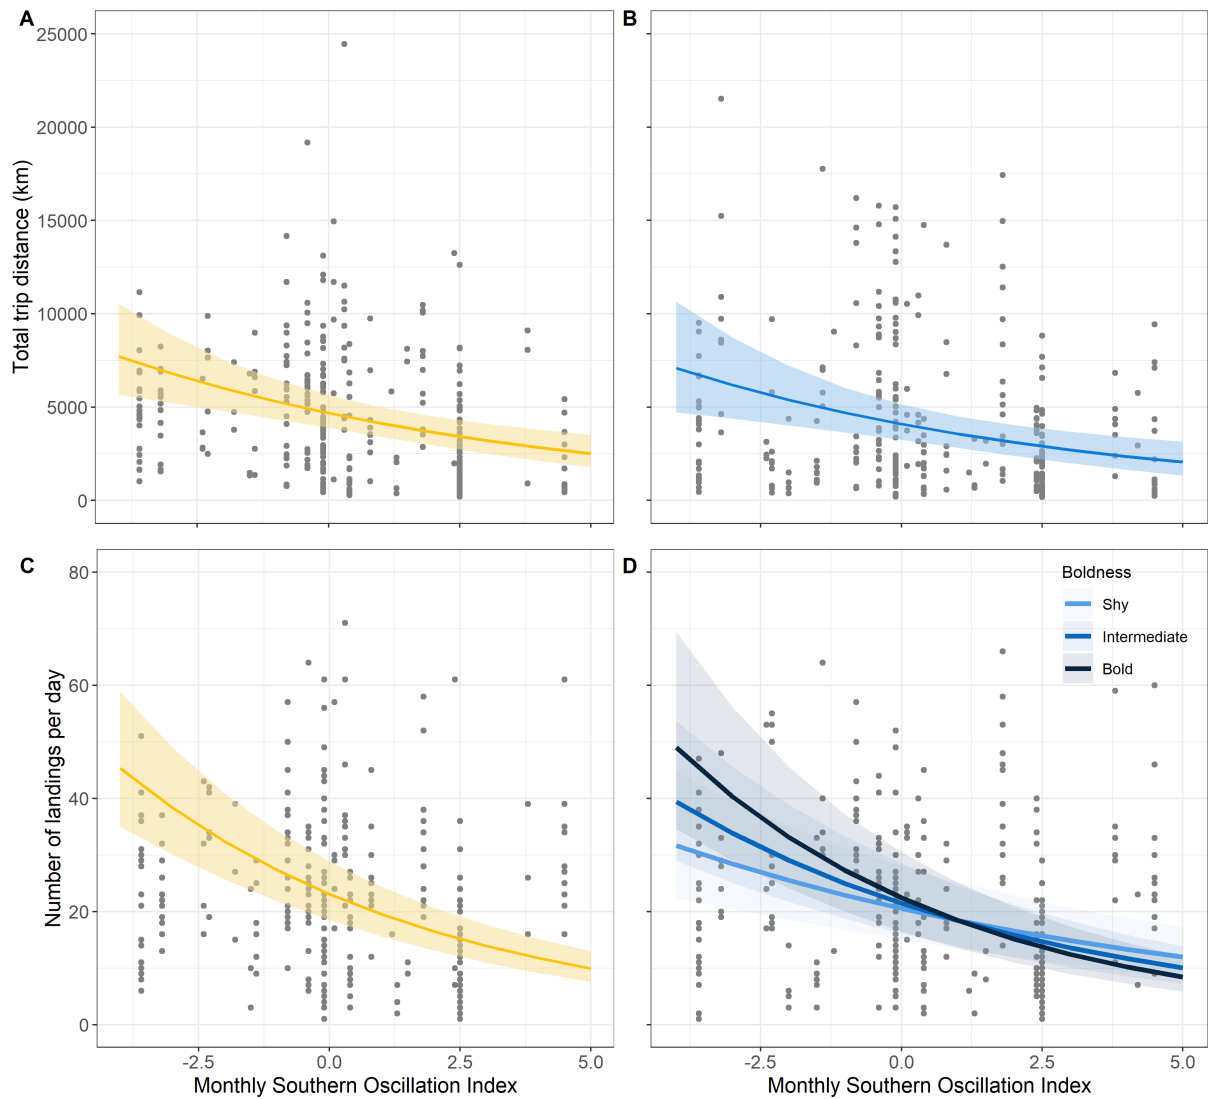 A
B
25000
20000
15000
10000
5000
0
Total trip distance (km)
C
D
80
60
40
20
0
Number of landings per day
Boldness
Shy
Intermediate
Bold
-2.5
0.0
2.5
5.0
-2.5
0.0
2.5
5.0
Monthly Southern Oscillation Index
Monthly Southern Oscillation Index